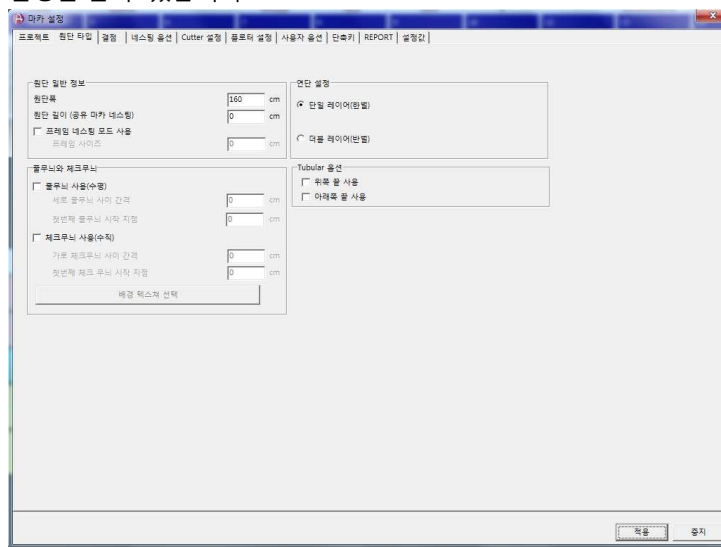 마카 설정
프로젝트 원단 타입 결점 네스팅 옵션 Cutter 설정 플로터 설정 사용자 옵션 단축키 REPORT 설정값
원단 일반 정보
원단폭 160 cm
원단 길이 (공유 마카 네스팅) 0 cm
프레임 네스팅 모드 사용
프레임 사이즈 0 cm
연단 설정
단일 레이어(한벌)
더블 레이어(반벌)
줄무늬와 체크무늬
줄무늬 사용(수평)
세로 줄무늬 사이 간격 0 cm
첫번째 줄무늬 시작 지점 0 cm
체크무늬 사용(수직)
가로 체크무늬 사이 간격 0 cm
첫번째 체크 무늬 시작 지점 0 cm
배경 텍스쳐 선택
Tubular 옵션
위쪽 끝 사용
아래쪽 끝 사용
적용 중지